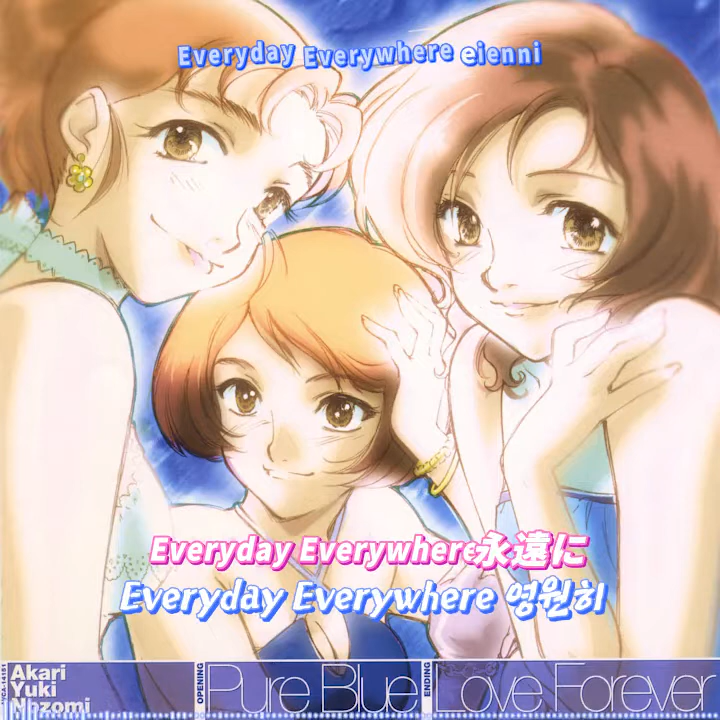 Everyday Everywhere eienni
Everyday Everywhere永遠に
Everyday Everywhere 영원히
Akari
Yuki
Nozomi
OPENING
Pure Blue
ENDING
Love Forever